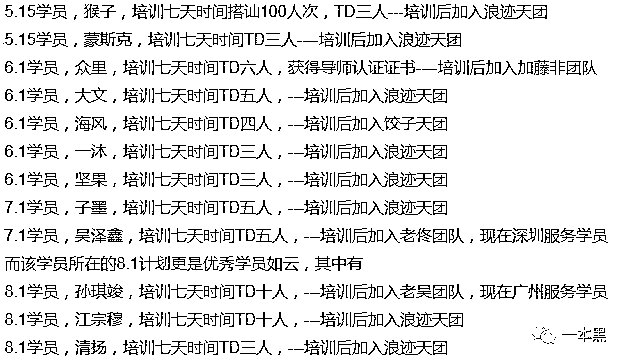 5.15学员，猴子，培训七天时间搭讪100人次，TD三人---培训后加入浪迹天团
5.15学员，蒙斯克，培训七天时间TD三人----培训后加入浪迹天团
6.1学员，众里，培训七天时间TD六人，获得导师认证证书----培训后加入加藤非团队
6.1学员，大文，培训七天时间TD五人，---培训后加入浪迹天团
6.1学员，海风，培训七天时间TD四人，---培训后加入饺子天团
6.1学员，一沐，培训七天时间TD三人，---培训后加入浪迹天团
6.1学员，坚果，培训七天时间TD三人，---培训后加入浪迹天团
7.1学员，子墨，培训七天时间TD五人，---培训后加入浪迹天团
7.1学员，吴泽鑫，培训七天时间TD五人，---培训后加入老佟团队，现在深圳服务学员
而该学员所在的8.1计划更是优秀学员如云，其中有
8.1学员，孙琪竣，培训七天时间TD十人，---培训后加入老吴团队，现在广州服务学员
8.1学员，江宗穆，培训七天时间TD十人，---培训后加入浪迹天团
8.1学员，清扬，培训七天时间TD三人，---培训后加入浪迹天团
一本黑